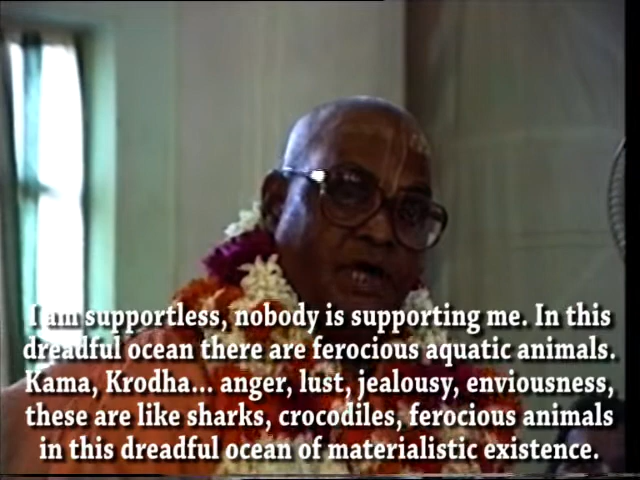 I am supportless, nobody is supporting me. In this
dreadful ocean there are ferocious aquatic animals.
Kama, Krodha... anger, lust, jealousy, enviousness,
these are like sharks, crocodiles, ferocious animals
in this dreadful ocean of materialistic existence.